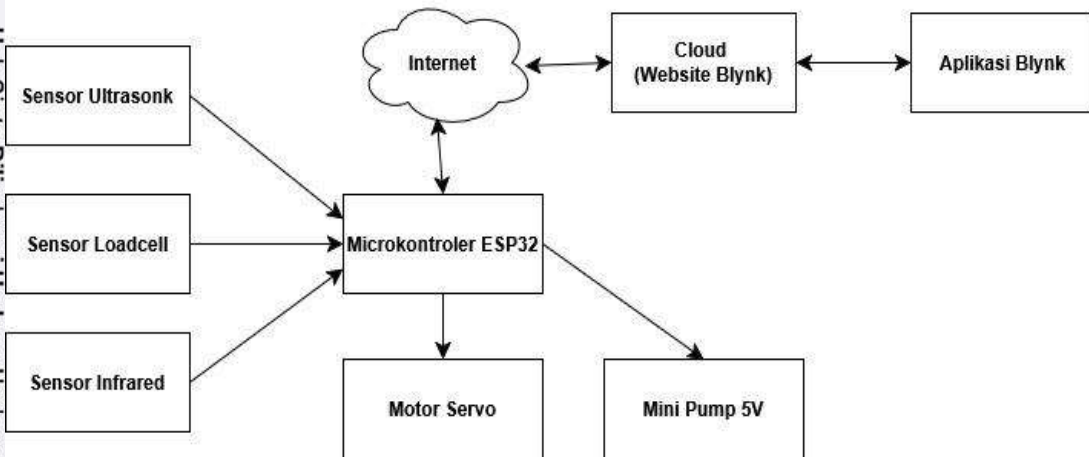 Internet
Cloud
(Website Blynk)
Aplikasi Blynk
Sensor Ultrasonk
Sensor Loadcell
Microkontroler ESP32
Sensor Infrared
Motor Servo
Mini Pump 5V